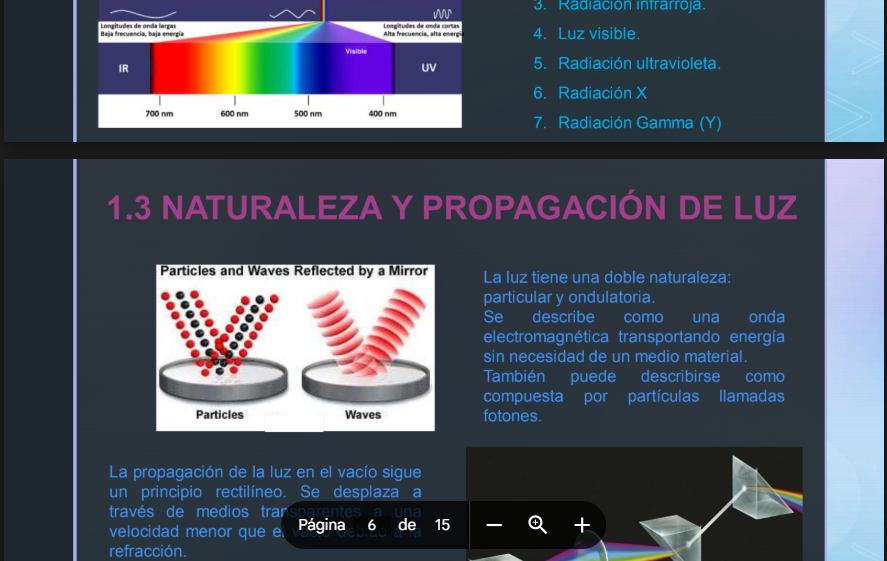 3. Radiación infrarroja.
Longitudes de onda largas
Baja frecuencia, baja energía
Longitudes de onda cortas
Alta frecuencia, alta energía
4. Luz visible.
Visible
IR
UV
5. Radiación ultravioleta.
6. Radiación X
700 nm
600 nm
500 nm
400 nm
7. Radiación Gamma (Y)
1.3 NATURALEZA Y PROPAGACIÓN DE LUZ
Particles and Waves Reflected by a Mirror
Particles
Waves
La luz tiene una doble naturaleza:
particular y ondulatoria.
Se describe como una onda
electromagnética transportando energía
sin necesidad de un medio material.
También puede describirse como
compuesta por partículas llamadas
fotones.
La propagación de la luz en el vacío sigue
un principio rectilíneo. Se desplaza a
través de medios transparentes a una
velocidad menor que el vacío debido a la
refracción.
Página 6 de 15